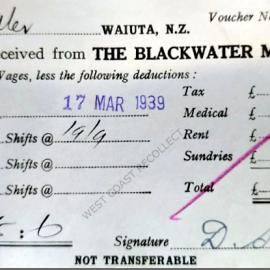 WAIUTA, N.Z. Voucher No
ceived from THE BLACKWATER M
Wages, less the following deductions:
17 MAR 1939 Tax £
Medical £
Shifts @ 19/9 Rent £
Shifts @ Sundries £
Shifts @ Total £
WEST COAST RECOLLECT
Signature D.
NOT TRANSFERABLE